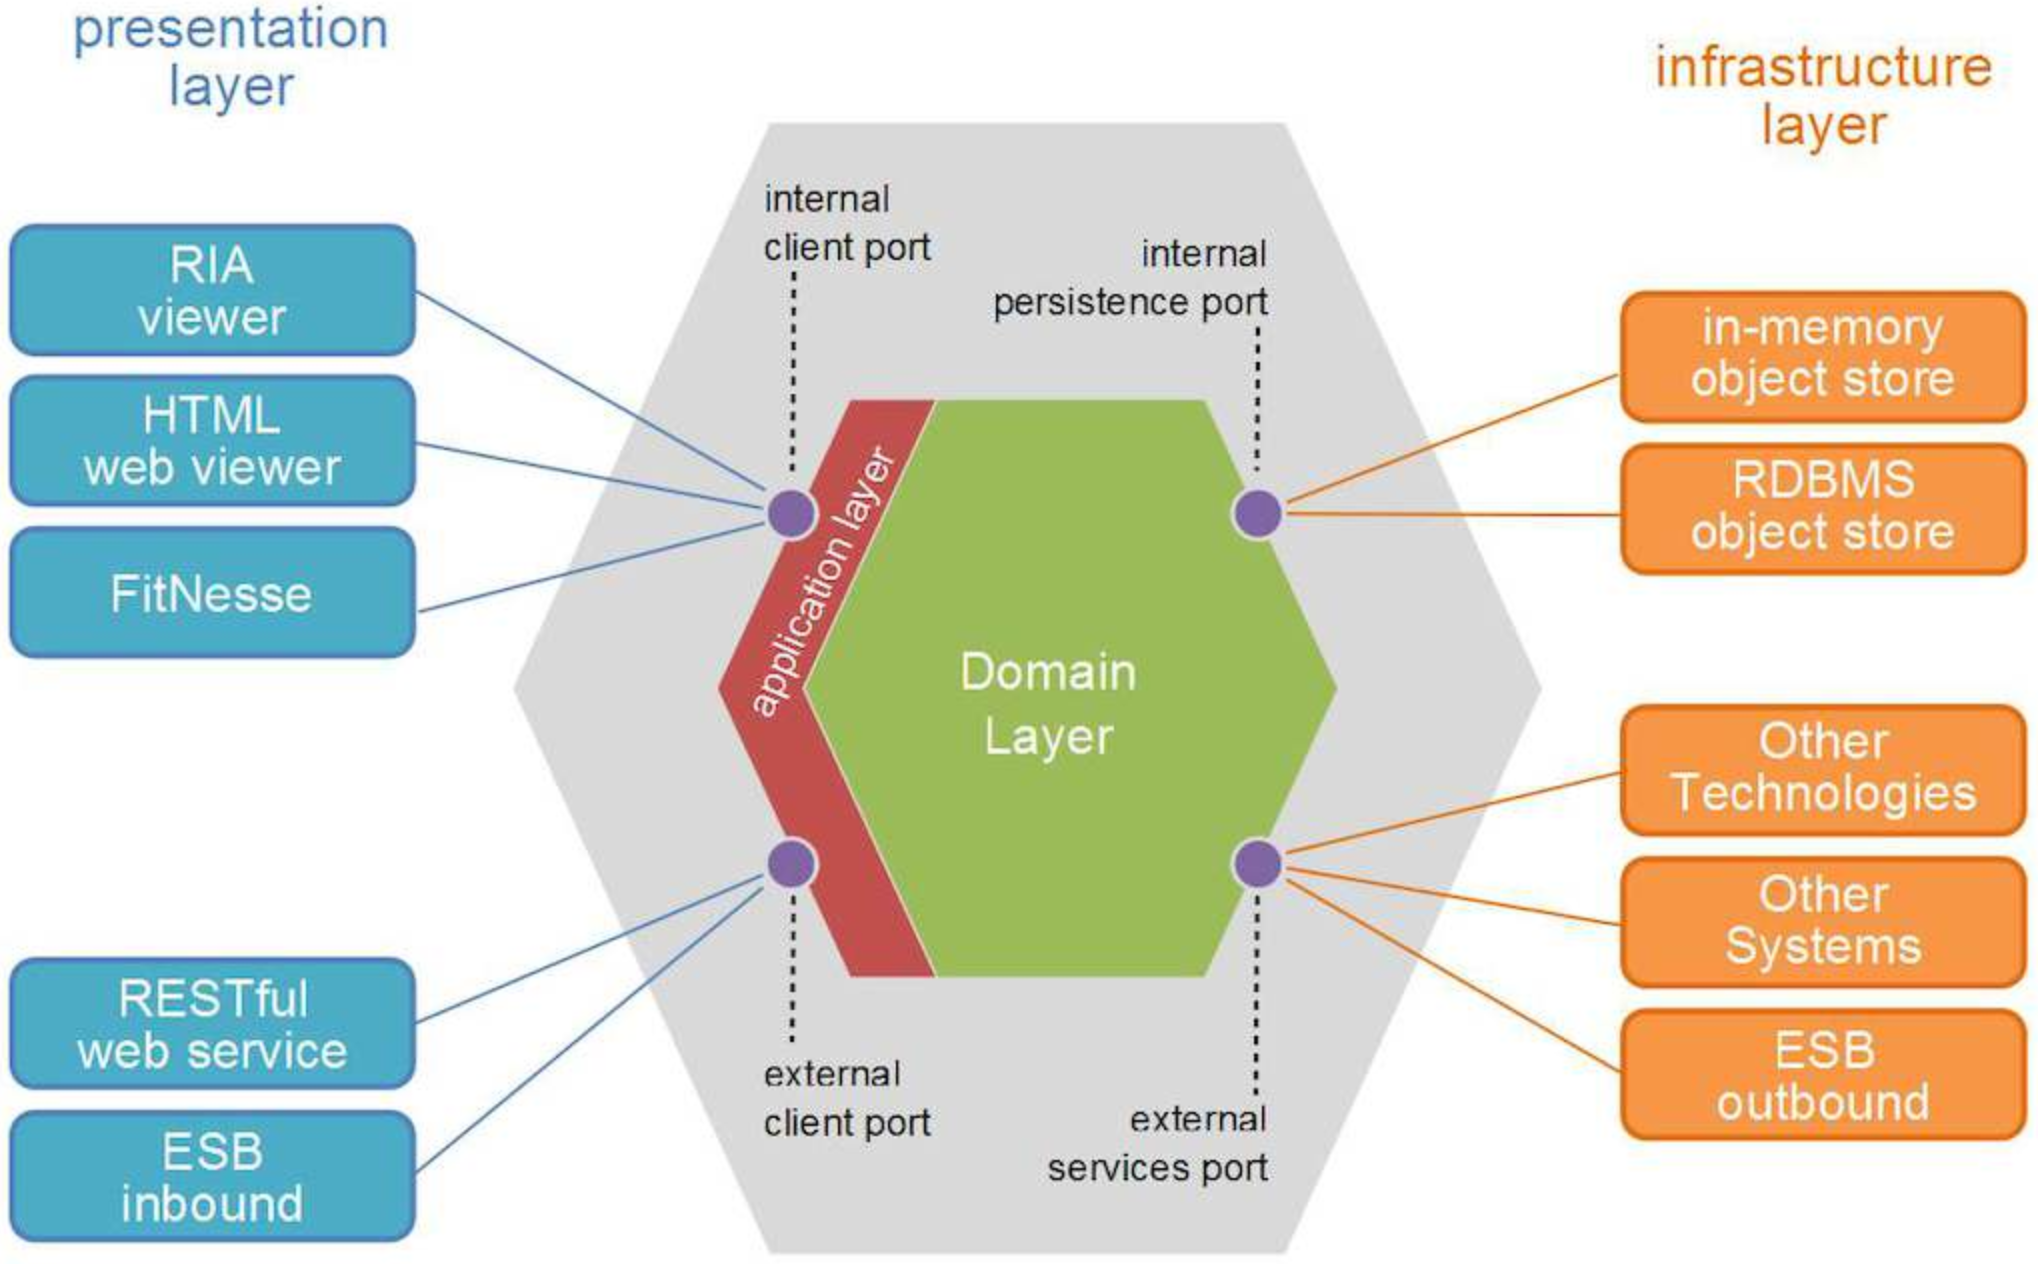 presentation
layer
infrastructure
layer
RIA
viewer
HTML
web viewer
FitNesse
RESTful
web service
ESB
inbound
internal
client port
internal
persistence port
application layer
Domain
Layer
external
client port
external
services port
in-memory
object store
RDBMS
object store
Other
Technologies
Other
Systems
ESB
outbound